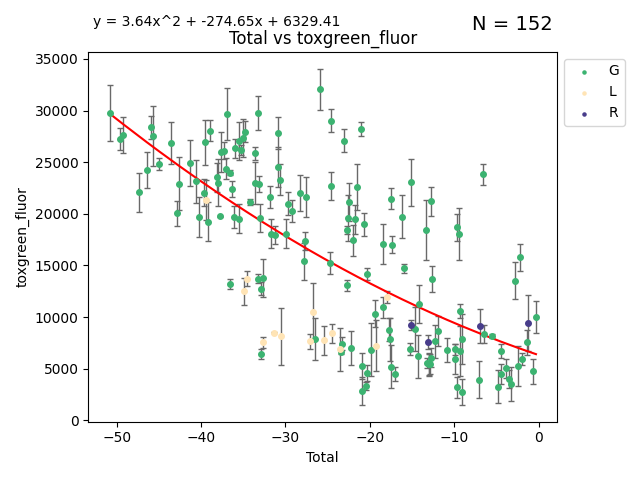 y = 3.64x^2 + -274.65x + 6329.41
N = 152
Total vs toxgreen_fluor
35000
30000
25000
20000
15000
10000
5000
0
toxgreen_fluor
−50
−40
−30
−20
−10
0
Total
G
L
R